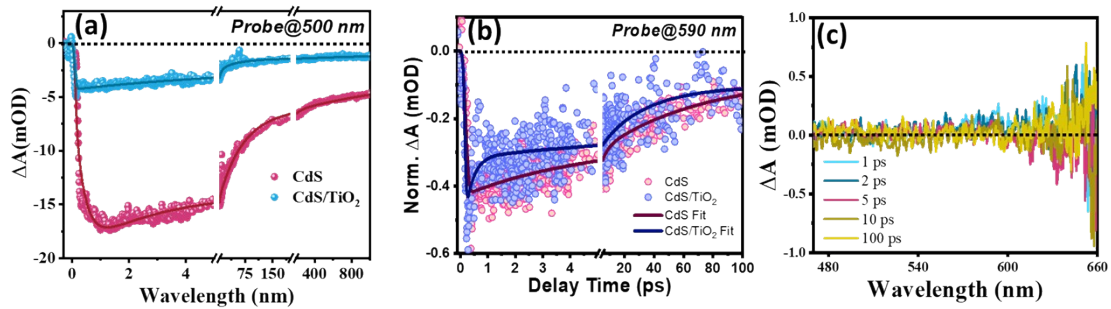 (a)
Probe@500 nm
ΔA(mOD)
0
-5
-10
-15
-20
CdS
CdS/TiO2
0 2 4 75 150 400 800
Wavelength (nm)
(b)
Probe@590 nm
Norm. ΔA (mOD)
0.0
-0.2
-0.4
-0.6
CdS
CdS/TiO2
CdS Fit
CdS/TiO2 Fit
0 1 2 3 4 20 40 60 80 100
Delay Time (ps)
(c)
ΔA (mOD)
1.0
0.5
0.0
-0.5
-1.0
1 ps
2 ps
5 ps
10 ps
100 ps
480 540 600 660
Wavelength (nm)